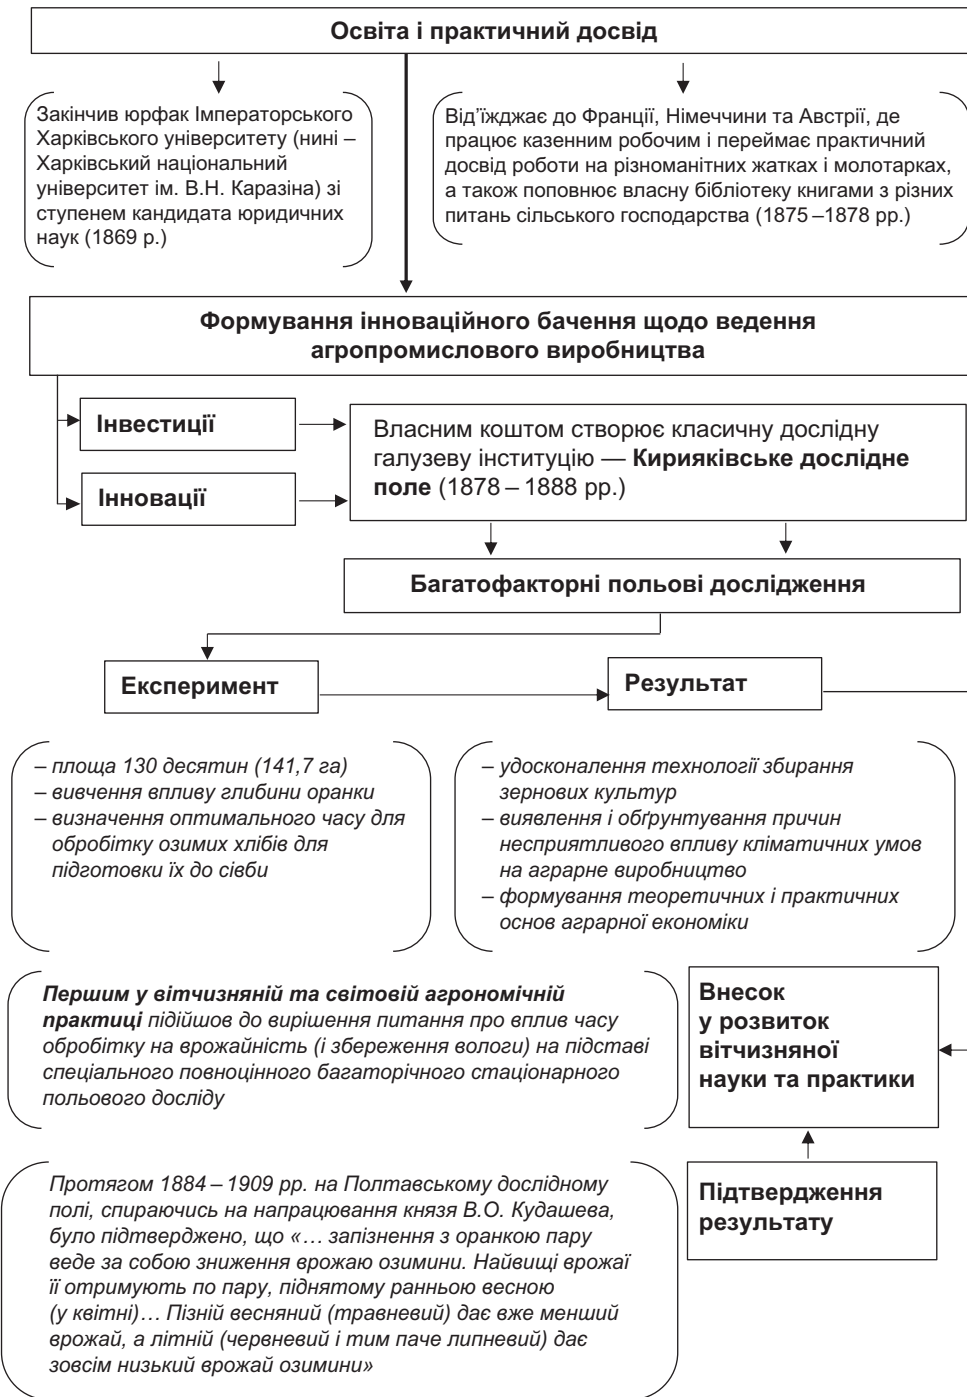 Освіта і практичний досвід
Закінчив юрфак Імператорського
Харківського університету (нині –
Харківський національний
університет ім. В.Н. Каразіна) зі
ступенем кандидата юридичних
наук (1869 р.)
Від’їжджає до Франції, Німеччини та Австрії, де
працює казенним робочим і переймає практичний
досвід роботи на різноманітних жатках і молотарках,
а також поповнює власну бібліотеку книгами з різних
питань сільського господарства (1875 –1878 рр.)
Формування інноваційного бачення щодо ведення
агропромислового виробництва
Інвестиції
Інновації
Власним коштом створює класичну дослідну
галузеву інституцію — Кирияківське дослідне
поле (1878 – 1888 рр.)
Багатофакторні польові дослідження
Експеримент
Результат
– площа 130 десятин (141,7 га)
– вивчення впливу глибини оранки
– визначення оптимального часу для
обробітку озимих хлібів для
підготовки їх до сівби
– удосконалення технології збирання
зернових культур
– виявлення і обґрунтування причин
несприятливого впливу кліматичних умов
на аграрне виробництво
– формування теоретичних і практичних
основ аграрної економіки
Першим у вітчизняній та світовій агрономічній
практиці підійшов до вирішення питання про вплив часу
обробітку на врожайність (і збереження вологи) на підставі
спеціального повноцінного багаторічного стаціонарного
польового досліду
Внесок
у розвиток
вітчизняної
науки та практики
Протягом 1884 – 1909 рр. на Полтавському дослідному
полі, спираючись на напрацювання князя В.О. Кудашева,
було підтверджено, що «… запізнення з оранкою пару
веде за собою зниження врожаю озимини. Найвищі врожаї
її отримують по пару, піднятому ранньою весною
(у квітні)… Пізній весняний (травневий) дає вже менший
врожай, а літній (червневий і тим паче липневий) дає
зовсім низький врожай озимини»
Підтвердження
результату